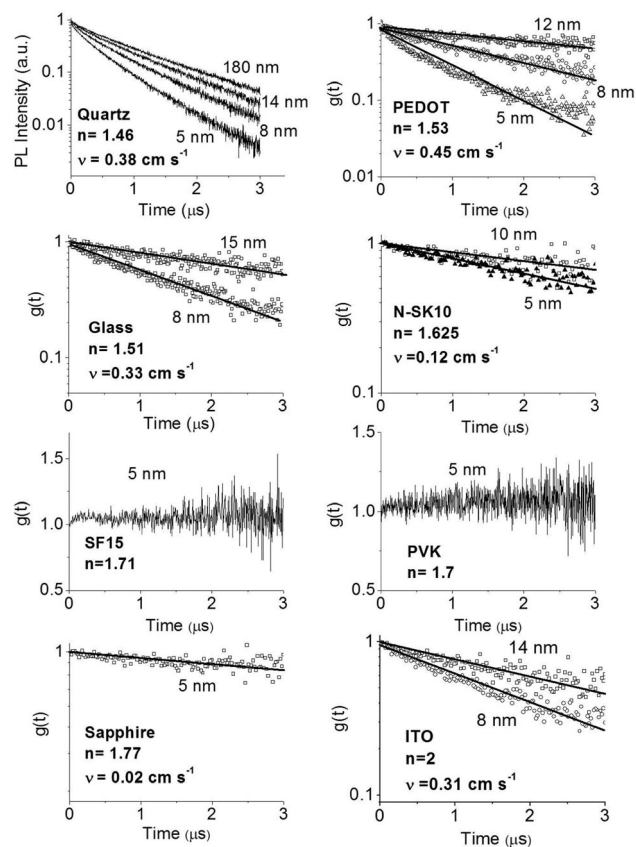 1
0.1
0.01
PL Intensity (a.u.)
180 nm
14 nm
8 nm
5 nm
Quartz
n= 1.46
ν = 0.38 cm s⁻¹
0 1 2 3
Time (μs)
1
0.1
0.01
g(t)
12 nm
8 nm
5 nm
PEDOT
n = 1.53
ν = 0.45 cm s⁻¹
0 1 2 3
Time (μs)
1
0.1
g(t)
15 nm
8 nm
Glass
n= 1.51
ν = 0.33 cm s⁻¹
0 1 2 3
Time (μs)
1
0.1
g(t)
10 nm
5 nm
N-SK10
n = 1.625
ν =0.12 cm s⁻¹
0 1 2 3
Time (μs)
1.5
1.0
0.5
g(t)
5 nm
SF15
n=1.71
0 1 2 3
Time (μs)
1.5
1.0
0.5
g(t)
5 nm
PVK
n = 1.7
0 1 2 3
Time (μs)
1
g(t)
5 nm
Sapphire
n = 1.77
ν = 0.02 cm s⁻¹
0 1 2 3
Time (μs)
1
0.1
g(t)
14 nm
8 nm
ITO
n=2
ν =0.31 cm s⁻¹
0 1 2 3
Time (μs)